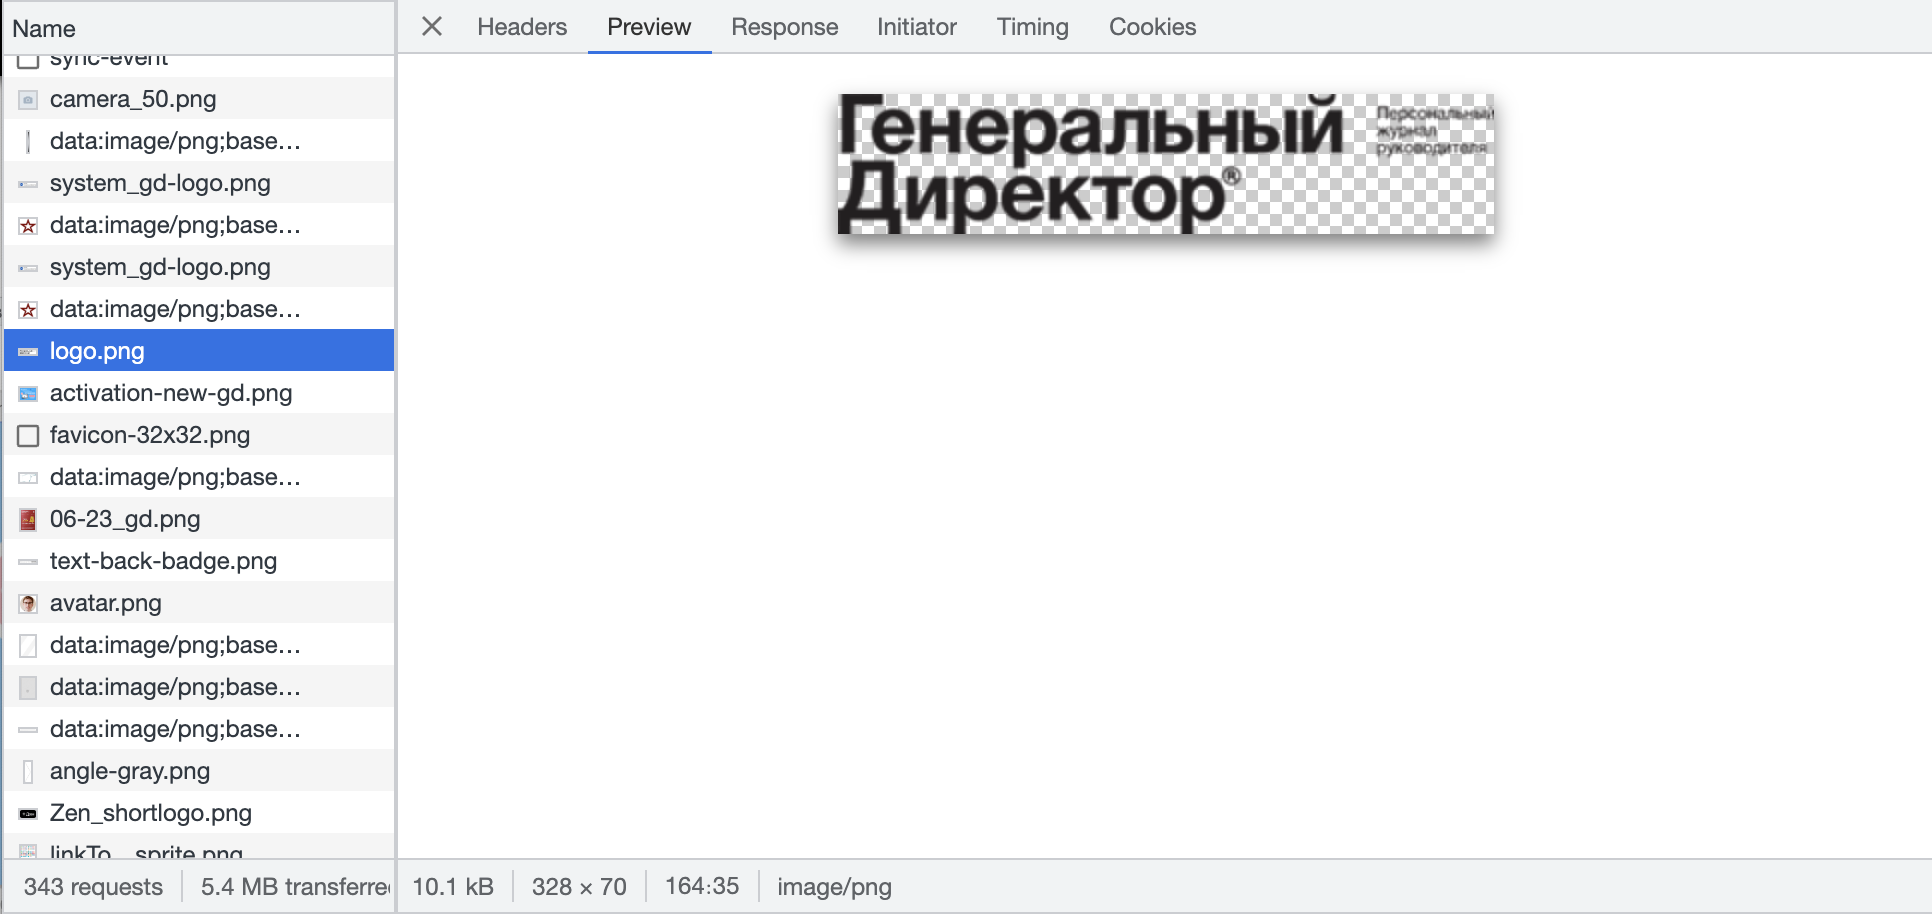 Name
Headers
Preview
Response
Initiator
Timing
Cookies
sync-event
camera_50.png
data:image/png;base…
system_gd-logo.png
data:image/png;base…
system_gd-logo.png
data:image/png;base…
logo.png
activation-new-gd.png
favicon-32x32.png
data:image/png;base…
06-23_gd.png
text-back-badge.png
avatar.png
data:image/png;base…
data:image/png;base…
data:image/png;base…
angle-gray.png
Zen_shortlogo.png
linkTo__sprite.png
Генеральный
Директор®
Персональный
журнал
руководителя
343 requests
5.4 MB transferre
10.1 kB
328 × 70
164:35
image/png